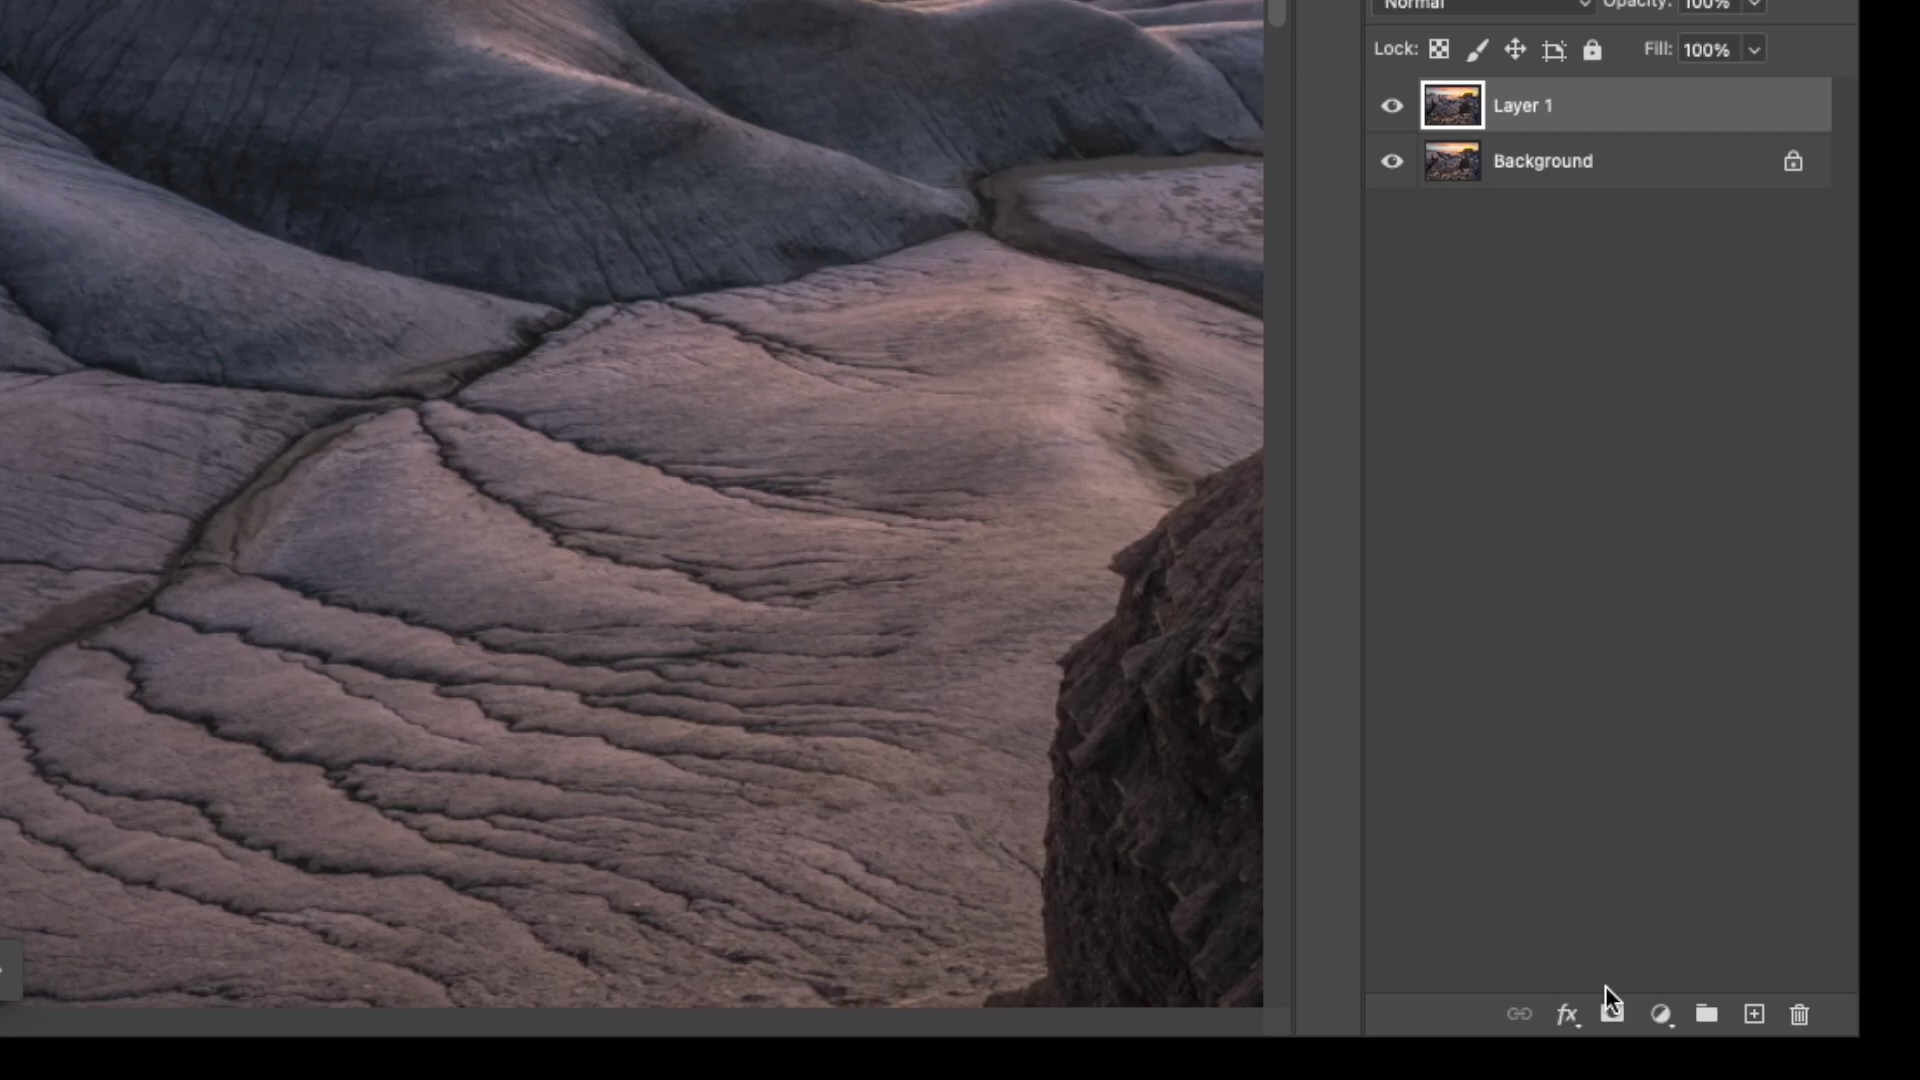 Normal Opacity: 100%
Lock: Fill: 100%
Layer 1
Background
fx